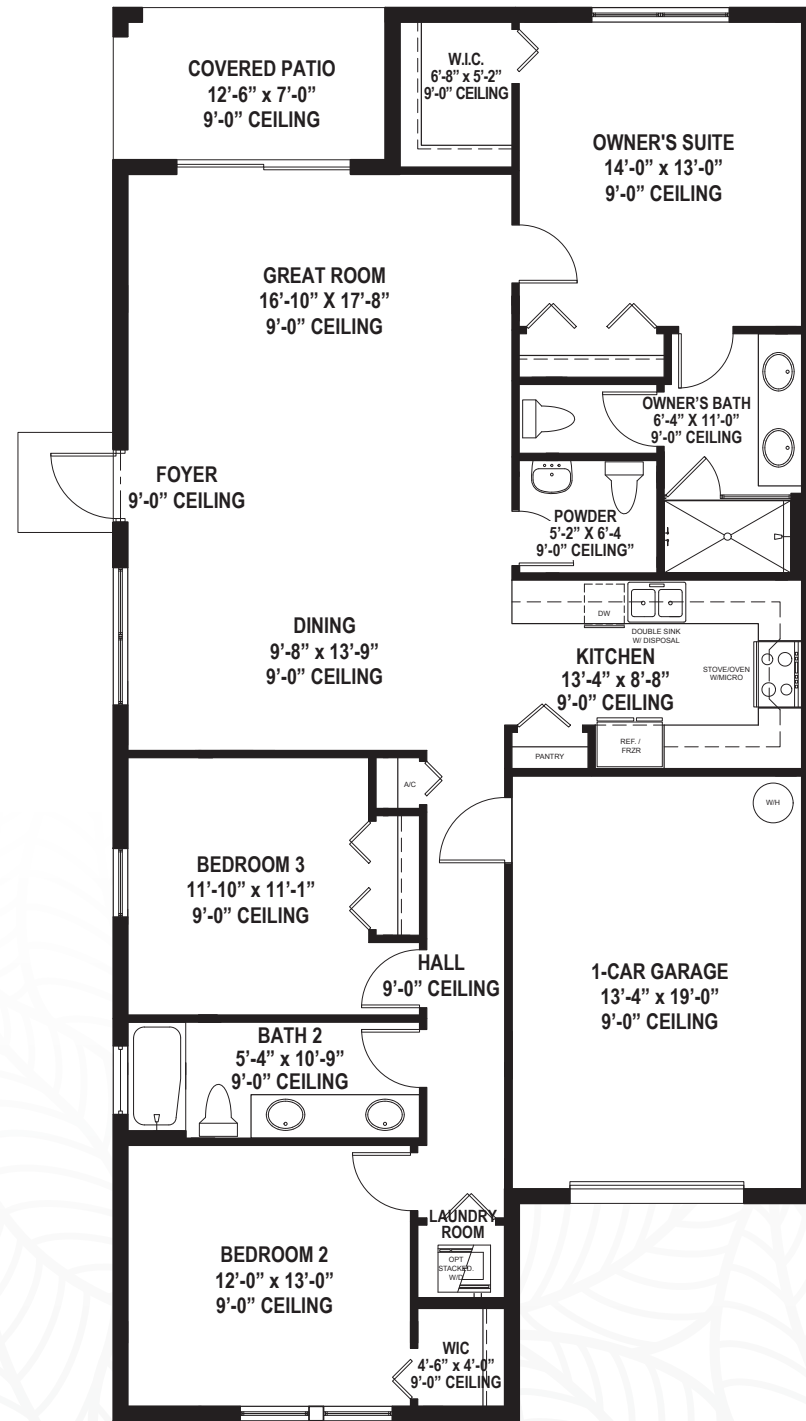 COVERED PATIO
12’-6” x 7’-0”
9’-0” CEILING
W.I.C.
6’-8” x 5’-2”
9’-0” CEILING
OWNER'S SUITE
14’-0” x 13’-0”
9’-0” CEILING
GREAT ROOM
16’-10” X 17’-8”
9’-0” CEILING
OWNER’S BATH
6’-4” X 11’-0”
9’-0” CEILING
FOYER
9’-0” CEILING
POWDER
5’-2” X 6’-4
9’-0” CEILING”
DINING
9’-8” x 13’-9”
9’-0” CEILING
DW
DOUBLE SINK
W/ DISPOSAL
KITCHEN
13’-4” x 8’-8”
9’-0” CEILING
STOVE/OVEN
W/MICRO
REF. /
FRZR
PANTRY
A/C
W/H
BEDROOM 3
11’-10” x 11’-1”
9’-0” CEILING
HALL
9’-0” CEILING
1-CAR GARAGE
13’-4” x 19’-0”
9’-0” CEILING
BATH 2
5’-4” x 10’-9”
9’-0” CEILING
LAUNDRY
ROOM
OPT
STACKED.
W/D
BEDROOM 2
12’-0” x 13’-0”
9’-0” CEILING
WIC
4’-6” x 4’-0”
9’-0” CEILING